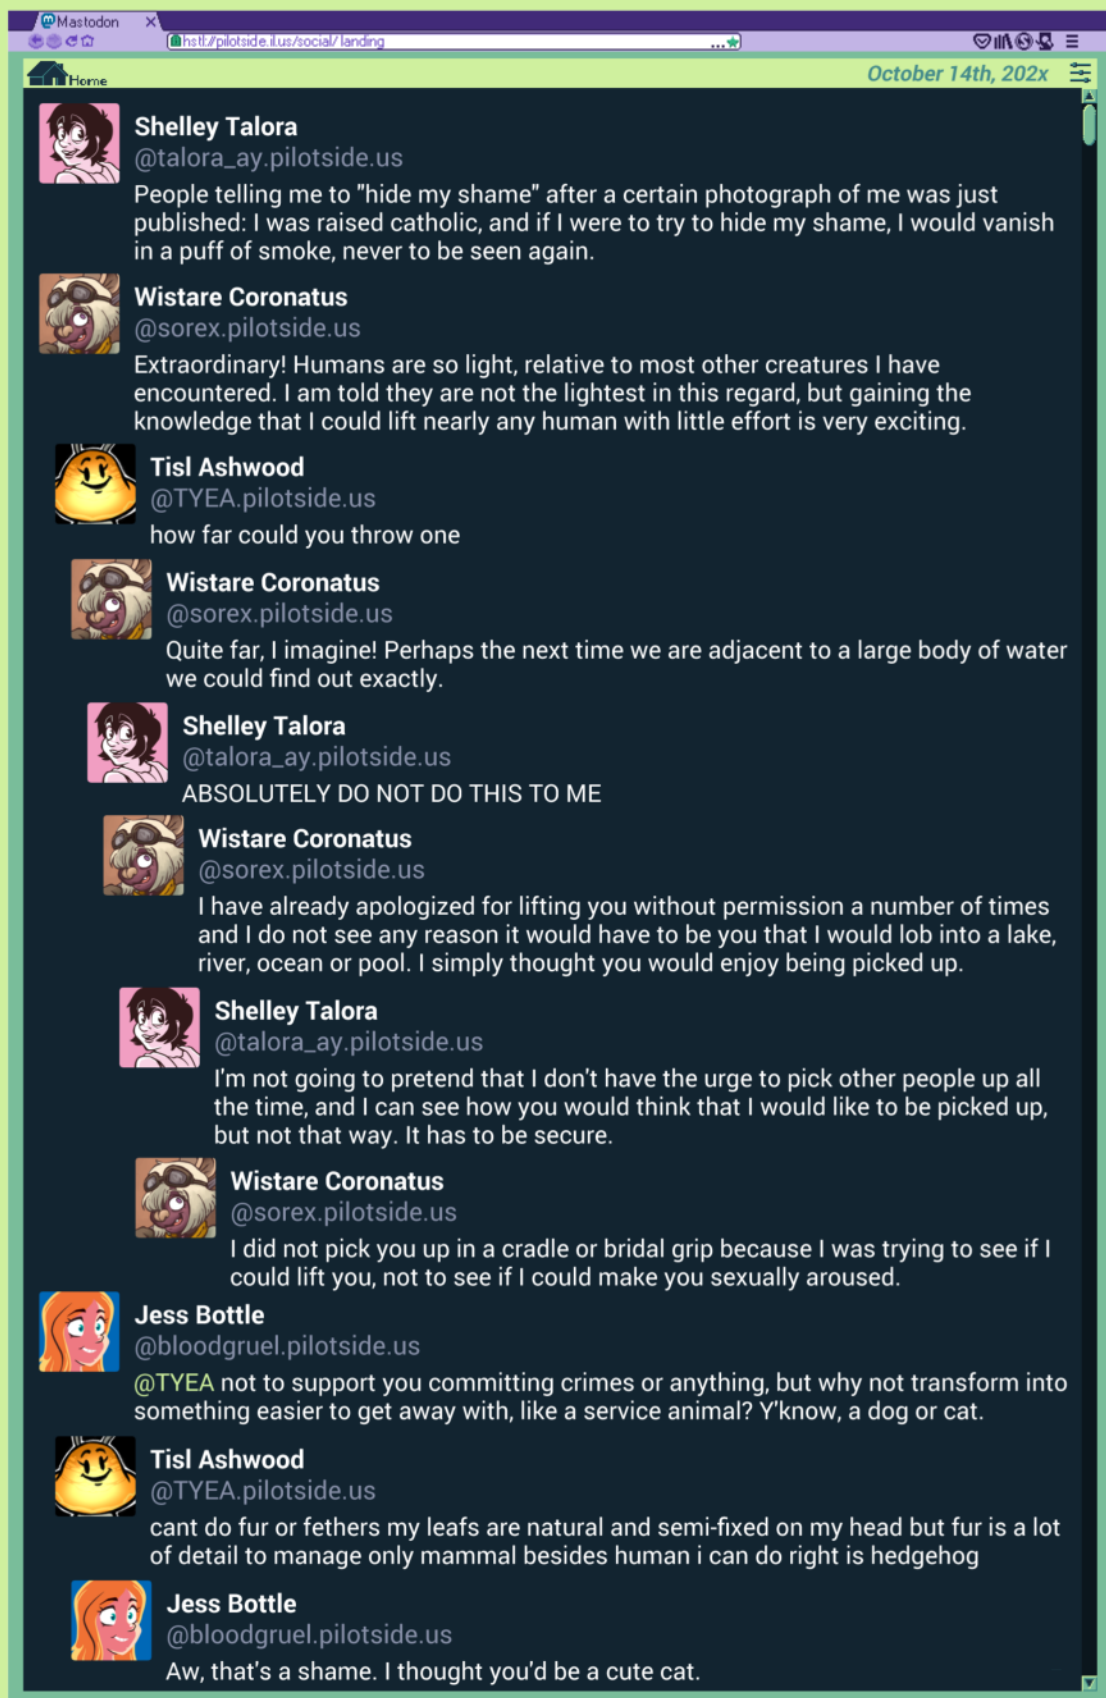 Mastodon
hstl://pilotside.il.us/social/landing
Home
October 14th, 202x
Shelley Talora
@talora_ay.pilotside.us
People telling me to "hide my shame" after a certain photograph of me was just
published: I was raised catholic, and if I were to try to hide my shame, I would vanish
in a puff of smoke, never to be seen again.
Wistare Coronatus
@sorex.pilotside.us
Extraordinary! Humans are so light, relative to most other creatures I have
encountered. I am told they are not the lightest in this regard, but gaining the
knowledge that I could lift nearly any human with little effort is very exciting.
Tisl Ashwood
@TYEA.pilotside.us
how far could you throw one
Wistare Coronatus
@sorex.pilotside.us
Quite far, I imagine! Perhaps the next time we are adjacent to a large body of water
we could find out exactly.
Shelley Talora
@talora_ay.pilotside.us
ABSOLUTELY DO NOT DO THIS TO ME
Wistare Coronatus
@sorex.pilotside.us
I have already apologized for lifting you without permission a number of times
and I do not see any reason it would have to be you that I would lob into a lake,
river, ocean or pool. I simply thought you would enjoy being picked up.
Shelley Talora
@talora_ay.pilotside.us
I'm not going to pretend that I don't have the urge to pick other people up all
the time, and I can see how you would think that I would like to be picked up,
but not that way. It has to be secure.
Wistare Coronatus
@sorex.pilotside.us
I did not pick you up in a cradle or bridal grip because I was trying to see if I
could lift you, not to see if I could make you sexually aroused.
Jess Bottle
@bloodgruel.pilotside.us
@TYEA not to support you committing crimes or anything, but why not transform into
something easier to get away with, like a service animal? Y'know, a dog or cat.
Tisl Ashwood
@TYEA.pilotside.us
cant do fur or fethers my leafs are natural and semi-fixed on my head but fur is a lot
of detail to manage only mammal besides human i can do right is hedgehog
Jess Bottle
@bloodgruel.pilotside.us
Aw, that's a shame. I thought you'd be a cute cat.